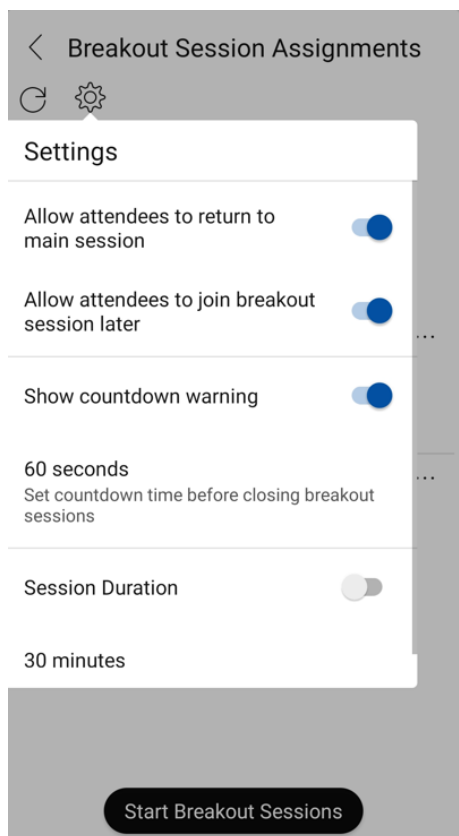 Breakout Session Assignments
Settings
Allow attendees to return to
main session
Allow attendees to join breakout
session later
...
Show countdown warning
60 seconds
Set countdown time before closing breakout
sessions
...
Session Duration
30 minutes
Start Breakout Sessions